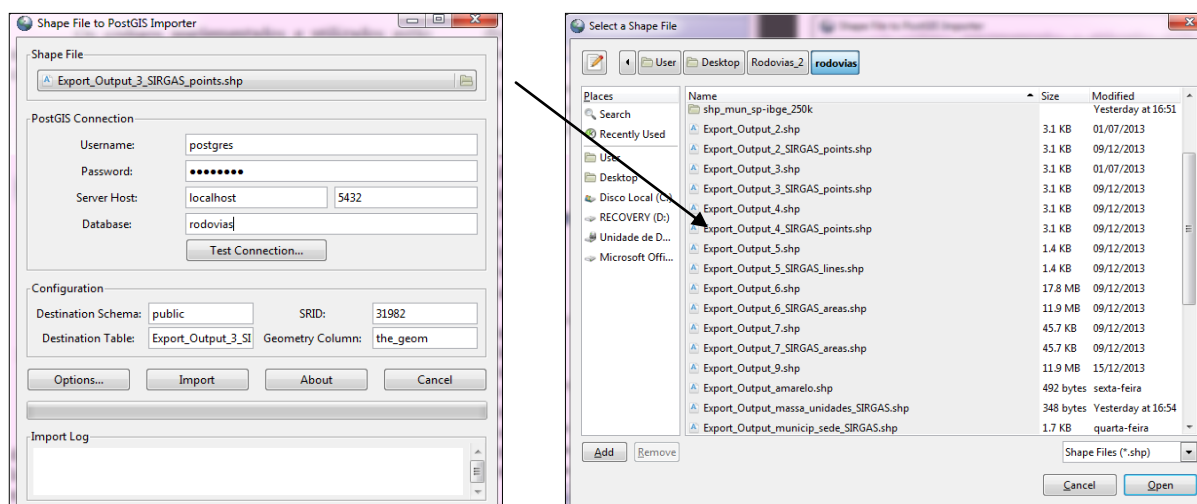 Shape File to PostGIS Importer
Shape File
Export_Output_3_SIRGAS_points.shp
PostGIS Connection
Username: postgres
Password: ••••••••
Server Host: localhost 5432
Database: rodovias
Test Connection...
Configuration
Destination Schema: public SRID: 31982
Destination Table: Export_Output_3_SI Geometry Column: the_geom
Options... Import About Cancel
Import Log
Select a Shape File
User Desktop Rodovias_2 rodovias
Places
Search
Recently Used
User
Desktop
Disco Local (C:)
RECOVERY (D:)
Unidade de D...
Microsoft Offi...
Add Remove
Name Size Modified
shp_mun_sp-ibge_250k Yesterday at 16:51
Export_Output_2.shp 3.1 KB 01/07/2013
Export_Output_2_SIRGAS_points.shp 3.1 KB 09/12/2013
Export_Output_3.shp 3.1 KB 01/07/2013
Export_Output_3_SIRGAS_points.shp 3.1 KB 09/12/2013
Export_Output_4.shp 3.1 KB 09/12/2013
Export_Output_4_SIRGAS_points.shp 3.1 KB 09/12/2013
Export_Output_5.shp 1.4 KB 09/12/2013
Export_Output_5_SIRGAS_lines.shp 1.4 KB 09/12/2013
Export_Output_6.shp 17.8 MB 09/12/2013
Export_Output_6_SIRGAS_areas.shp 11.9 MB 09/12/2013
Export_Output_7.shp 45.7 KB 09/12/2013
Export_Output_7_SIRGAS_areas.shp 45.7 KB 09/12/2013
Export_Output_9.shp 11.9 MB 15/12/2013
Export_Output_amarelo.shp 492 bytes sexta-feira
Export_Output_massa_unidades_SIRGAS.shp 348 bytes Yesterday at 16:54
Export_Output_municip_sede_SIRGAS.shp 1.7 KB quarta-feira
Shape Files (*.shp)
Cancel Open